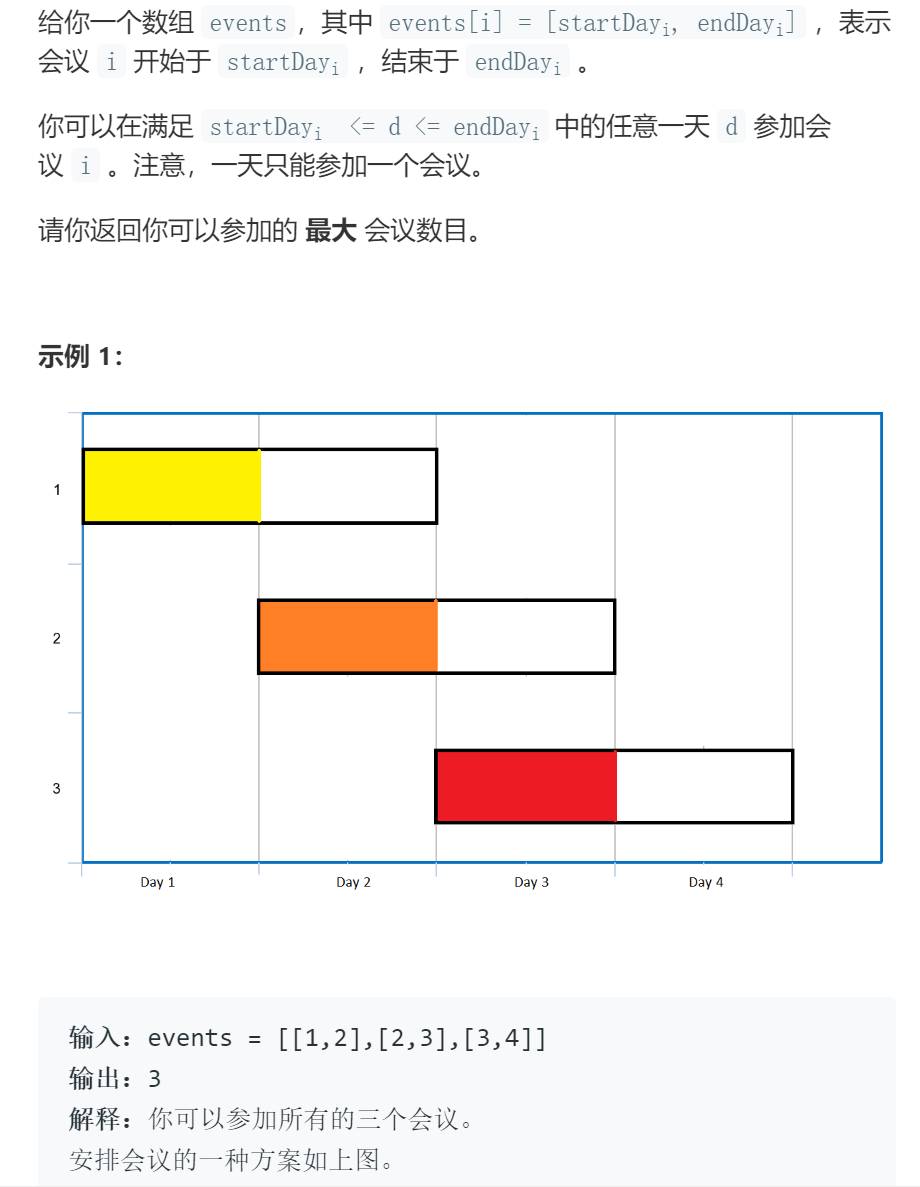 给你一个数组 events ，其中 events[i] = [startDayᵢ, endDayᵢ] ，表示
会议 i 开始于 startDayᵢ ，结束于 endDayᵢ 。
你可以在满足 startDayᵢ <= d <= endDayᵢ 中的任意一天 d 参加会
议 i 。注意，一天只能参加一个会议。
请你返回你可以参加的 最大 会议数目。
示例 1：
1
2
3
Day 1 Day 2 Day 3 Day 4
输入：events = [[1,2],[2,3],[3,4]]
输出：3
解释：你可以参加所有的三个会议。
安排会议的一种方案如上图。